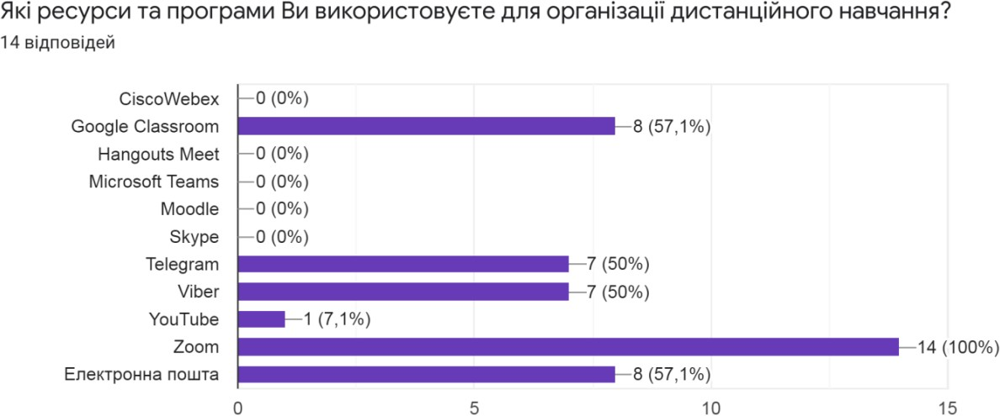 Які ресурси та програми Ви використовуєте для організації дистанційного навчання?
14 відповідей
CiscoWebex 0 (0%)
Google Classroom 8 (57,1%)
Hangouts Meet 0 (0%)
Microsoft Teams 0 (0%)
Moodle 0 (0%)
Skype 0 (0%)
Telegram 7 (50%)
Viber 7 (50%)
YouTube 1 (7,1%)
Zoom 14 (100%)
Електронна пошта 8 (57,1%)
0 5 10 15